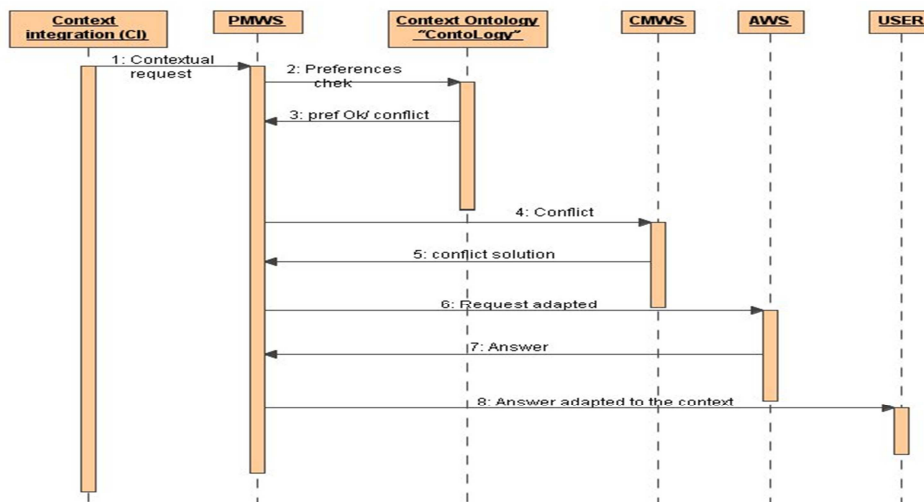 Context
integration (CI)
PMWS
Context Ontology
"ContoLogy"
CMWS
AWS
USER
1: Contextual
request
2: Preferences
chek
3: pref Ok/ conflict
4: Conflict
5: conflict solution
6: Request adapted
7: Answer
8: Answer adapted to the context